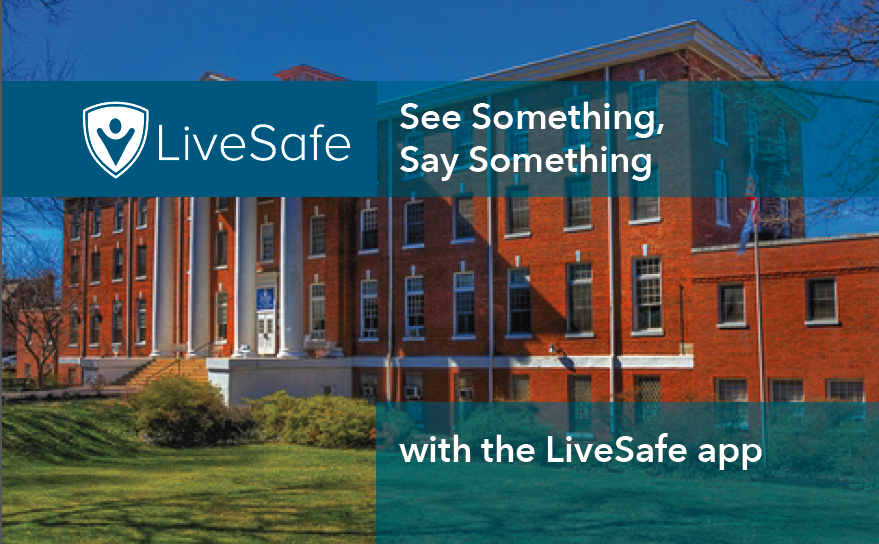 LiveSafe
See Something,
Say Something
with the LiveSafe app